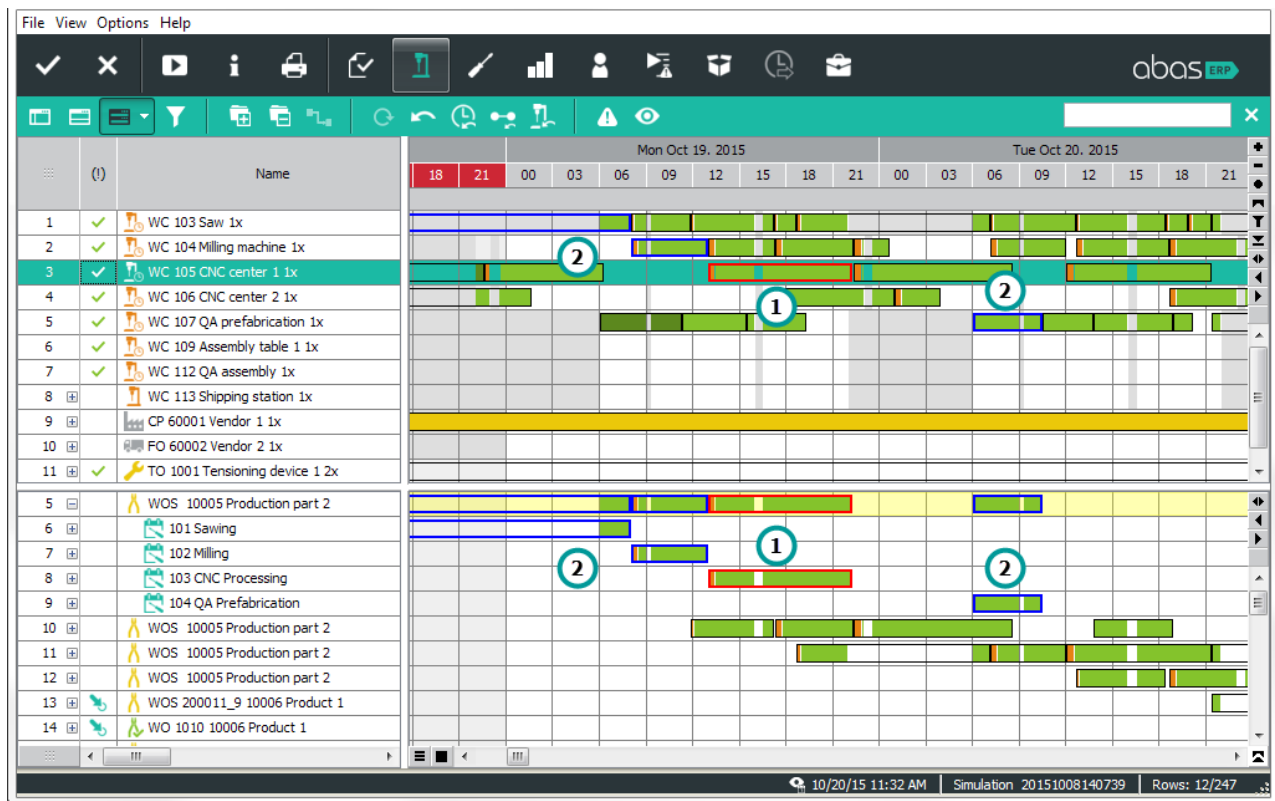 File View Options Help
abas ERP
Mon Oct 19. 2015 Tue Oct 20. 2015
(!) Name 18 21 00 03 06 09 12 15 18 21 00 03 06 09 12 15 18 21
1 WC 103 Saw 1x
2 WC 104 Milling machine 1x
2
3 WC 105 CNC center 1 1x
2
4 WC 106 CNC center 2 1x
1
5 WC 107 QA prefabrication 1x
6 WC 109 Assembly table 1 1x
7 WC 112 QA assembly 1x
8 WC 113 Shipping station 1x
9 CP 60001 Vendor 1 1x
10 FO 60002 Vendor 2 1x
11 TO 1001 Tensioning device 1 2x
5 WOS 10005 Production part 2
6 101 Sawing
7 102 Milling
1
2 2
8 103 CNC Processing
9 104 QA Prefabrication
10 WOS 10005 Production part 2
11 WOS 10005 Production part 2
12 WOS 10005 Production part 2
13 WOS 200011_9 10006 Product 1
14 WO 1010 10006 Product 1
10/20/15 11:32 AM Simulation 20151008140739 Rows: 12/247